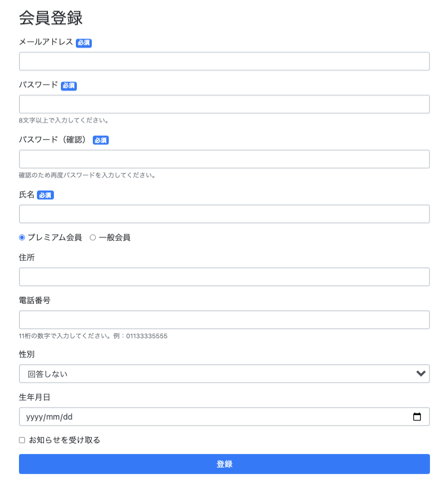 会員登録
メールアドレス 必須
パスワード 必須
8文字以上で入力してください。
パスワード（確認） 必須
確認のため再度パスワードを入力してください。
氏名 必須
プレミアム会員 一般会員
住所
電話番号
11桁の数字で入力してください。例：01133335555
性別
回答しない
生年月日
yyyy/mm/dd
お知らせを受け取る
登録